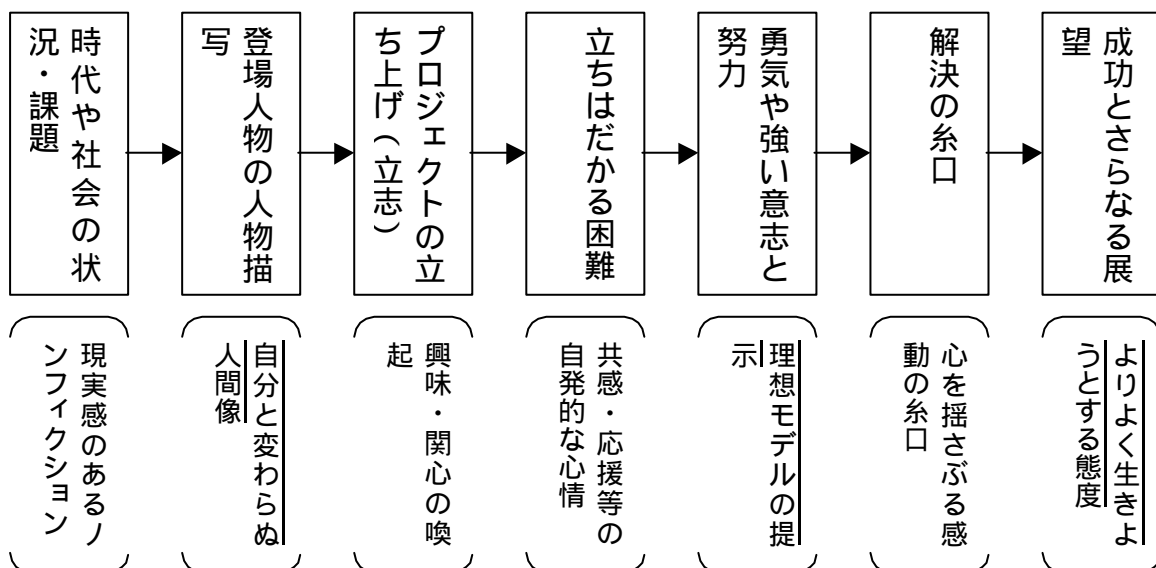 時代や社会の状
況・課題
登場人物の人物描
写
プロジェクトの立
ち上げ(立志)
立ちはだかる困難
勇気や強い意志と
努力
解決の糸口
成功とさらなる展
望
現実感のあるノ
ンフィクション
自分と変わらぬ
人間像
興味・関心の喚
起
共感・応援等の
自発的な心情
理想モデルの提
示
心を揺さぶる感
動の糸口
よりよく生きよ
うとする態度